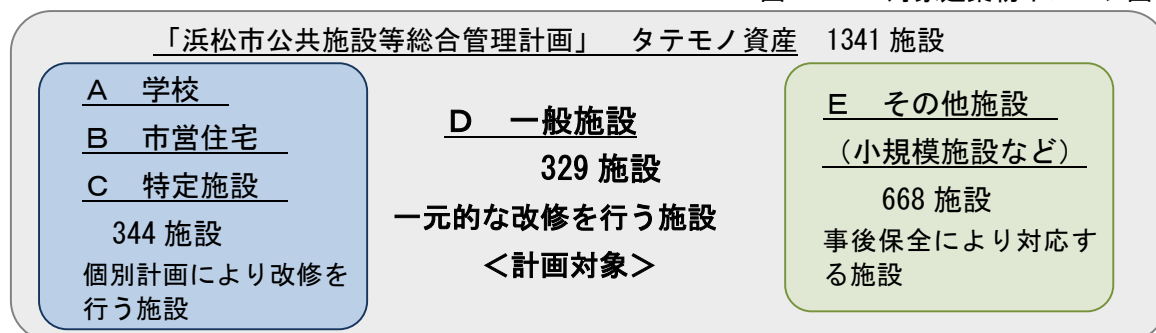 「浜松市公共施設等総合管理計画」　タテモノ資産　1341 施設
Ａ　学校
Ｂ　市営住宅
Ｃ　特定施設
344 施設
個別計画により改修を
行う施設
Ｄ　一般施設
329 施設
一元的な改修を行う施設
＜計画対象＞
Ｅ　その他施設
（小規模施設など）
668 施設
事後保全により対応す
る施設